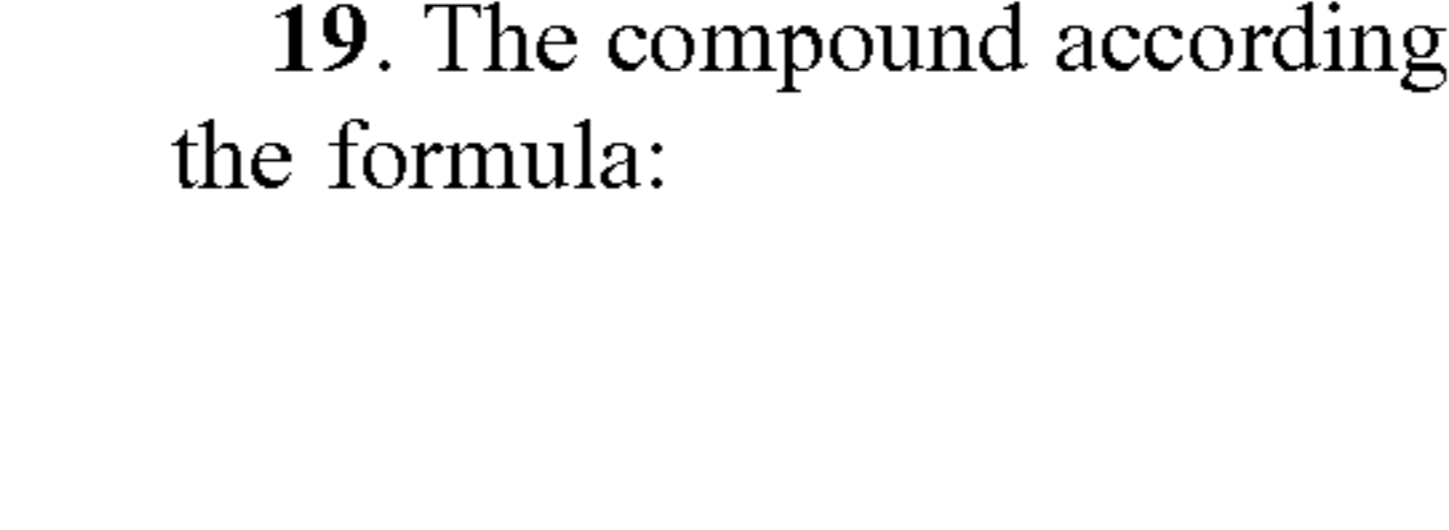 19. The compound according
the formula: